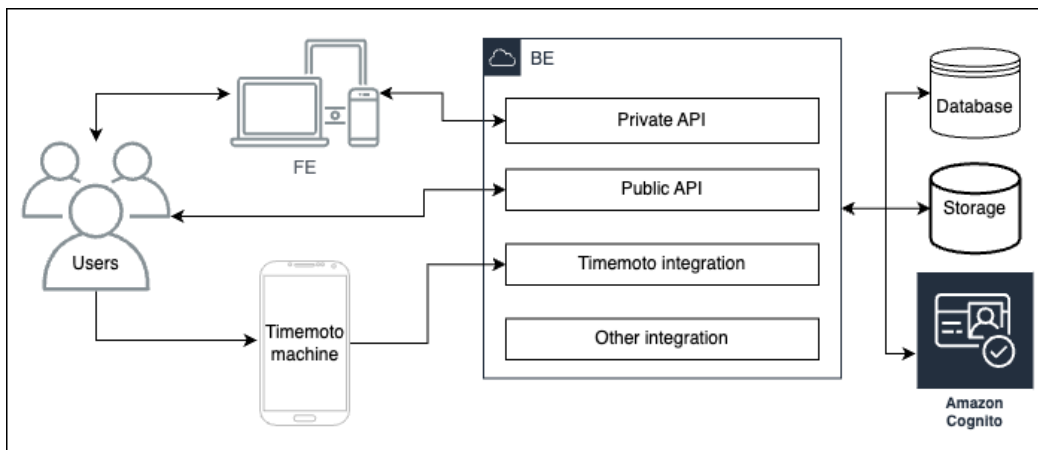 BE
Database
Private API
FE
Public API
Storage
Users
Timemoto integration
Timemoto
machine
Other integration
Amazon
Cognito